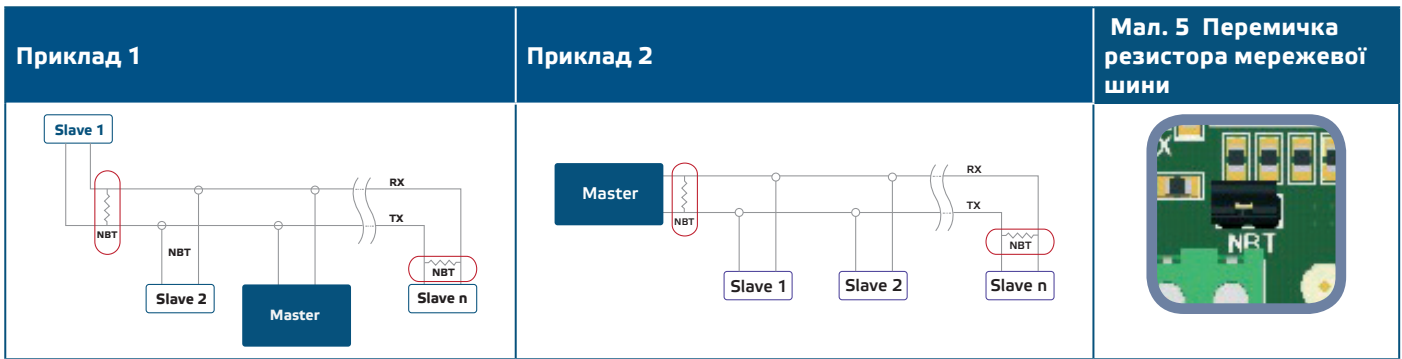 Приклад 1
Приклад 2
Мал. 5 Перемичка
резистора мережевої
шини
Slave 1
RX
TX
NBT
NBT
NBT
Slave 2
Slave n
Master
Master
RX
TX
NBT
NBT
Slave 1
Slave 2
Slave n
X
NBT